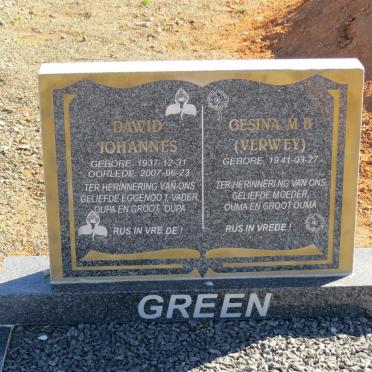 DAWID
JOHANNES
GEBORE 1937-12-31
OORLEDE 2007-06-23
TER HERINNERING VAN ONS
GELIEFDE EGGENOOT, VADER,
OUPA EN GROOT OUPA
RUS IN VREDE!
GESINA M B
(VERWEY)
GEBORE 1941-03-27
TER HERINNERING VAN ONS
GELIEFDE MOEDER,
OUMA EN GROOT OUMA
RUS IN VREDE!
GREEN